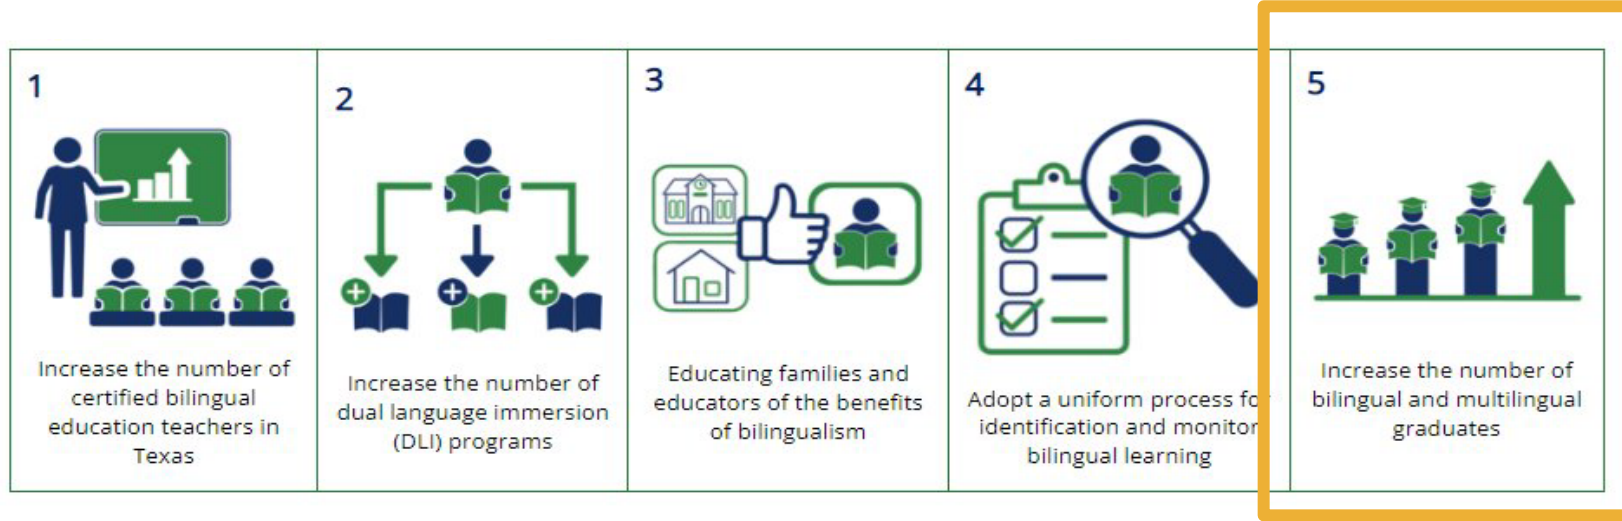 1
Increase the number of
certified bilingual
education teachers in
Texas
2
Increase the number of
dual language immersion
(DLI) programs
3
Educating families and
educators of the benefits
of bilingualism
4
Adopt a uniform process for
identification and monitor
bilingual learning
5
Increase the number of
bilingual and multilingual
graduates